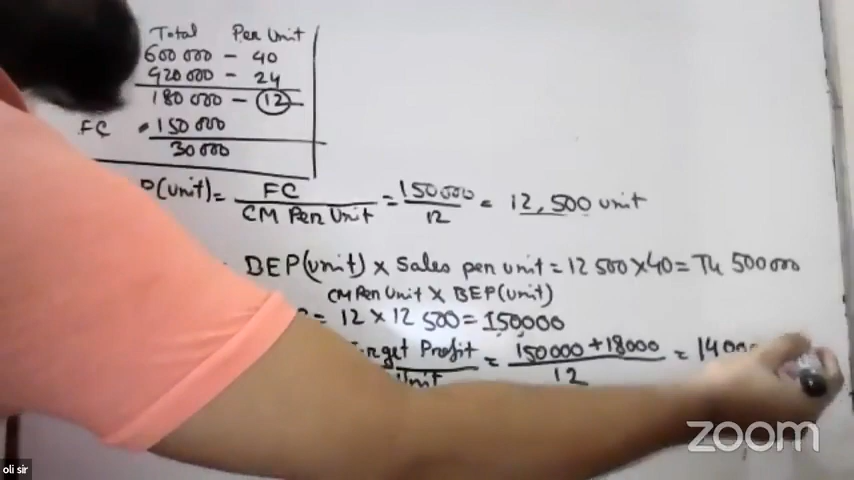 Total Per Unit
600000 - 40
420000 - 24
180000 - 12
FC 150000
30000
P(unit) = FC / CM Per Unit = 150000 / 12 = 12,500 unit
BEP(unit) x Sales per unit = 12500 x 40 = Tk 500000
CM Per Unit x BEP(unit)
= 12 x 12500 = 150000
rget Profit / Unit = 150000 + 18000 / 12 = 14000
zoom
oli sir